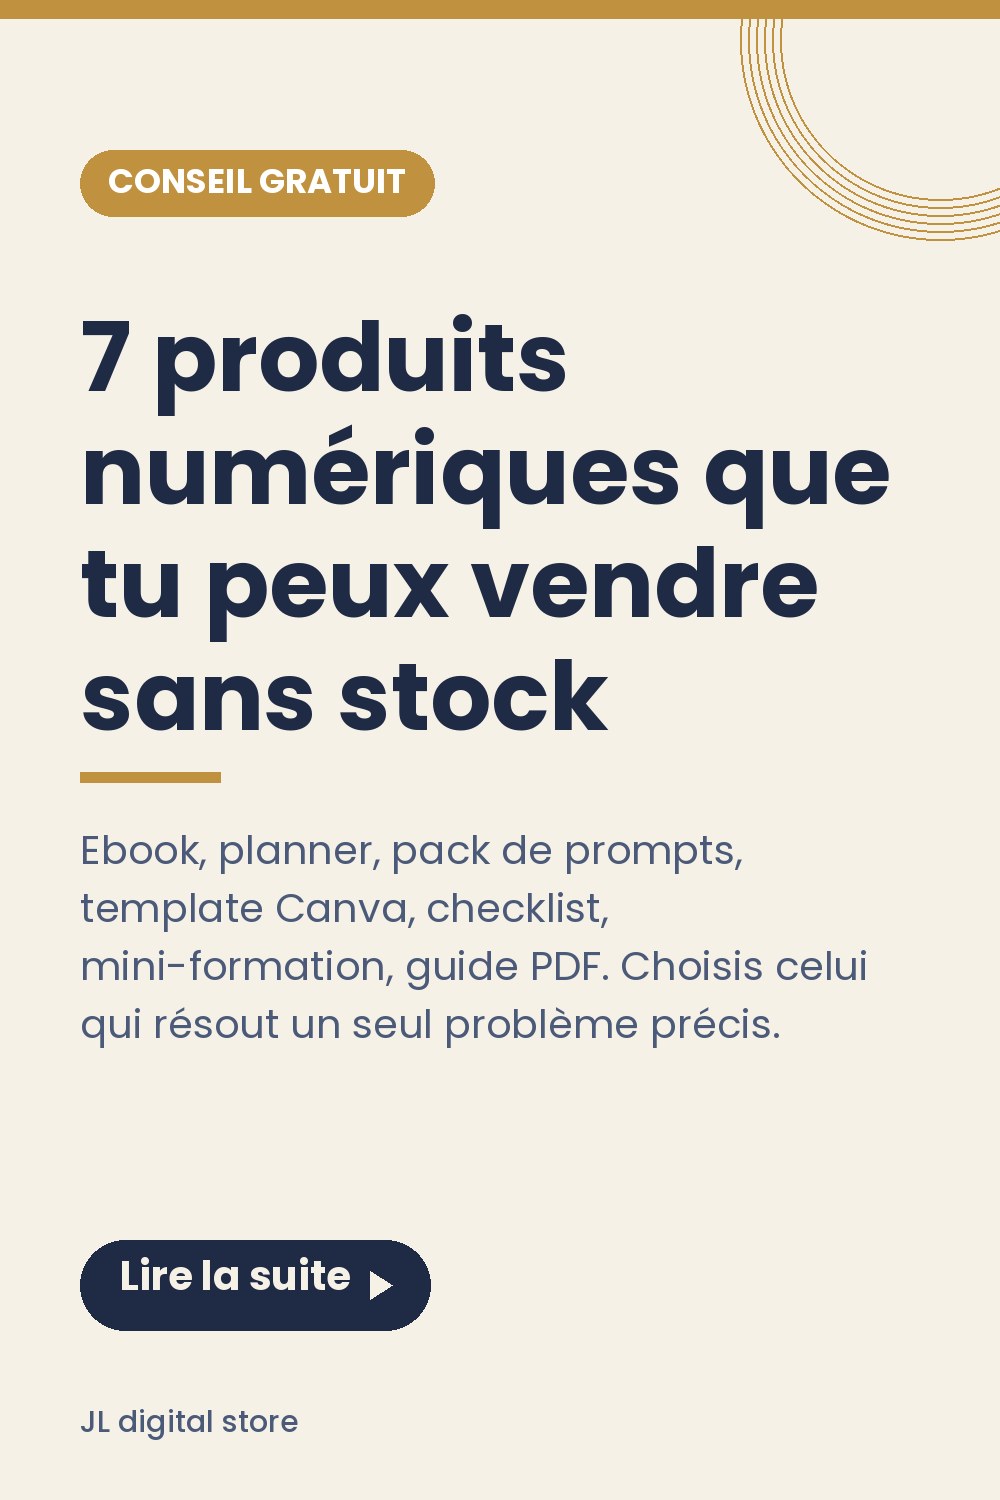 CONSEIL GRATUIT
7 produits
numériques que
tu peux vendre
sans stock
Ebook, planner, pack de prompts,
template Canva, checklist,
mini-formation, guide PDF. Choisis celui
qui résout un seul problème précis.
Lire la suite
JL digital store